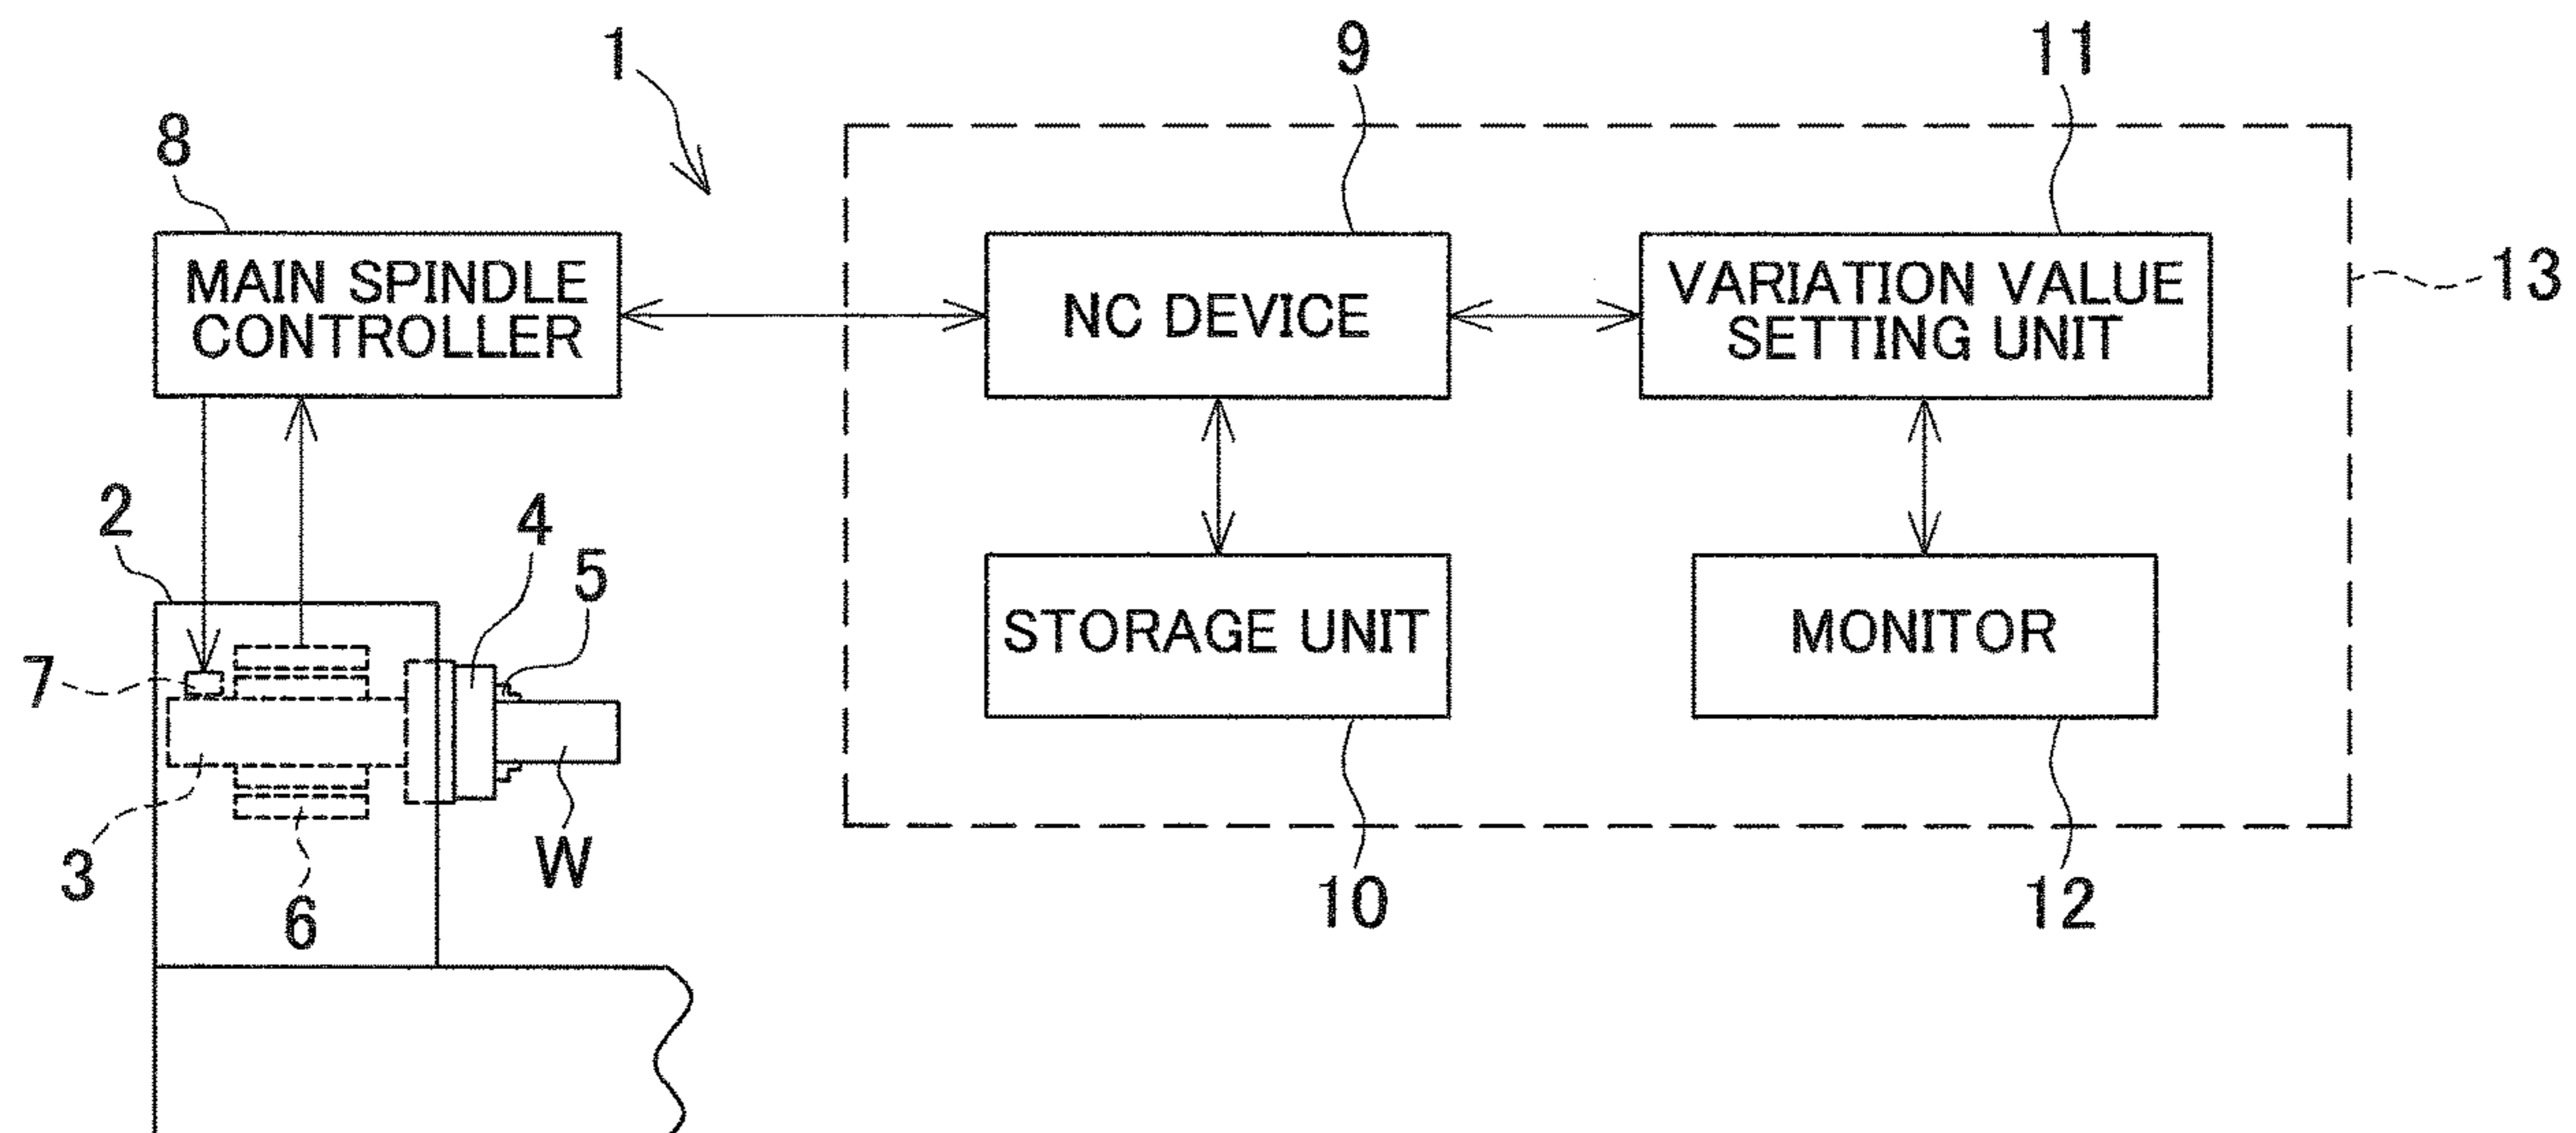 1
9
11
8
MAIN SPINDLE
CONTROLLER
NC DEVICE
VARIATION VALUE
SETTING UNIT
13
2
4
5
STORAGE UNIT
MONITOR
7
3
6
W
10
12